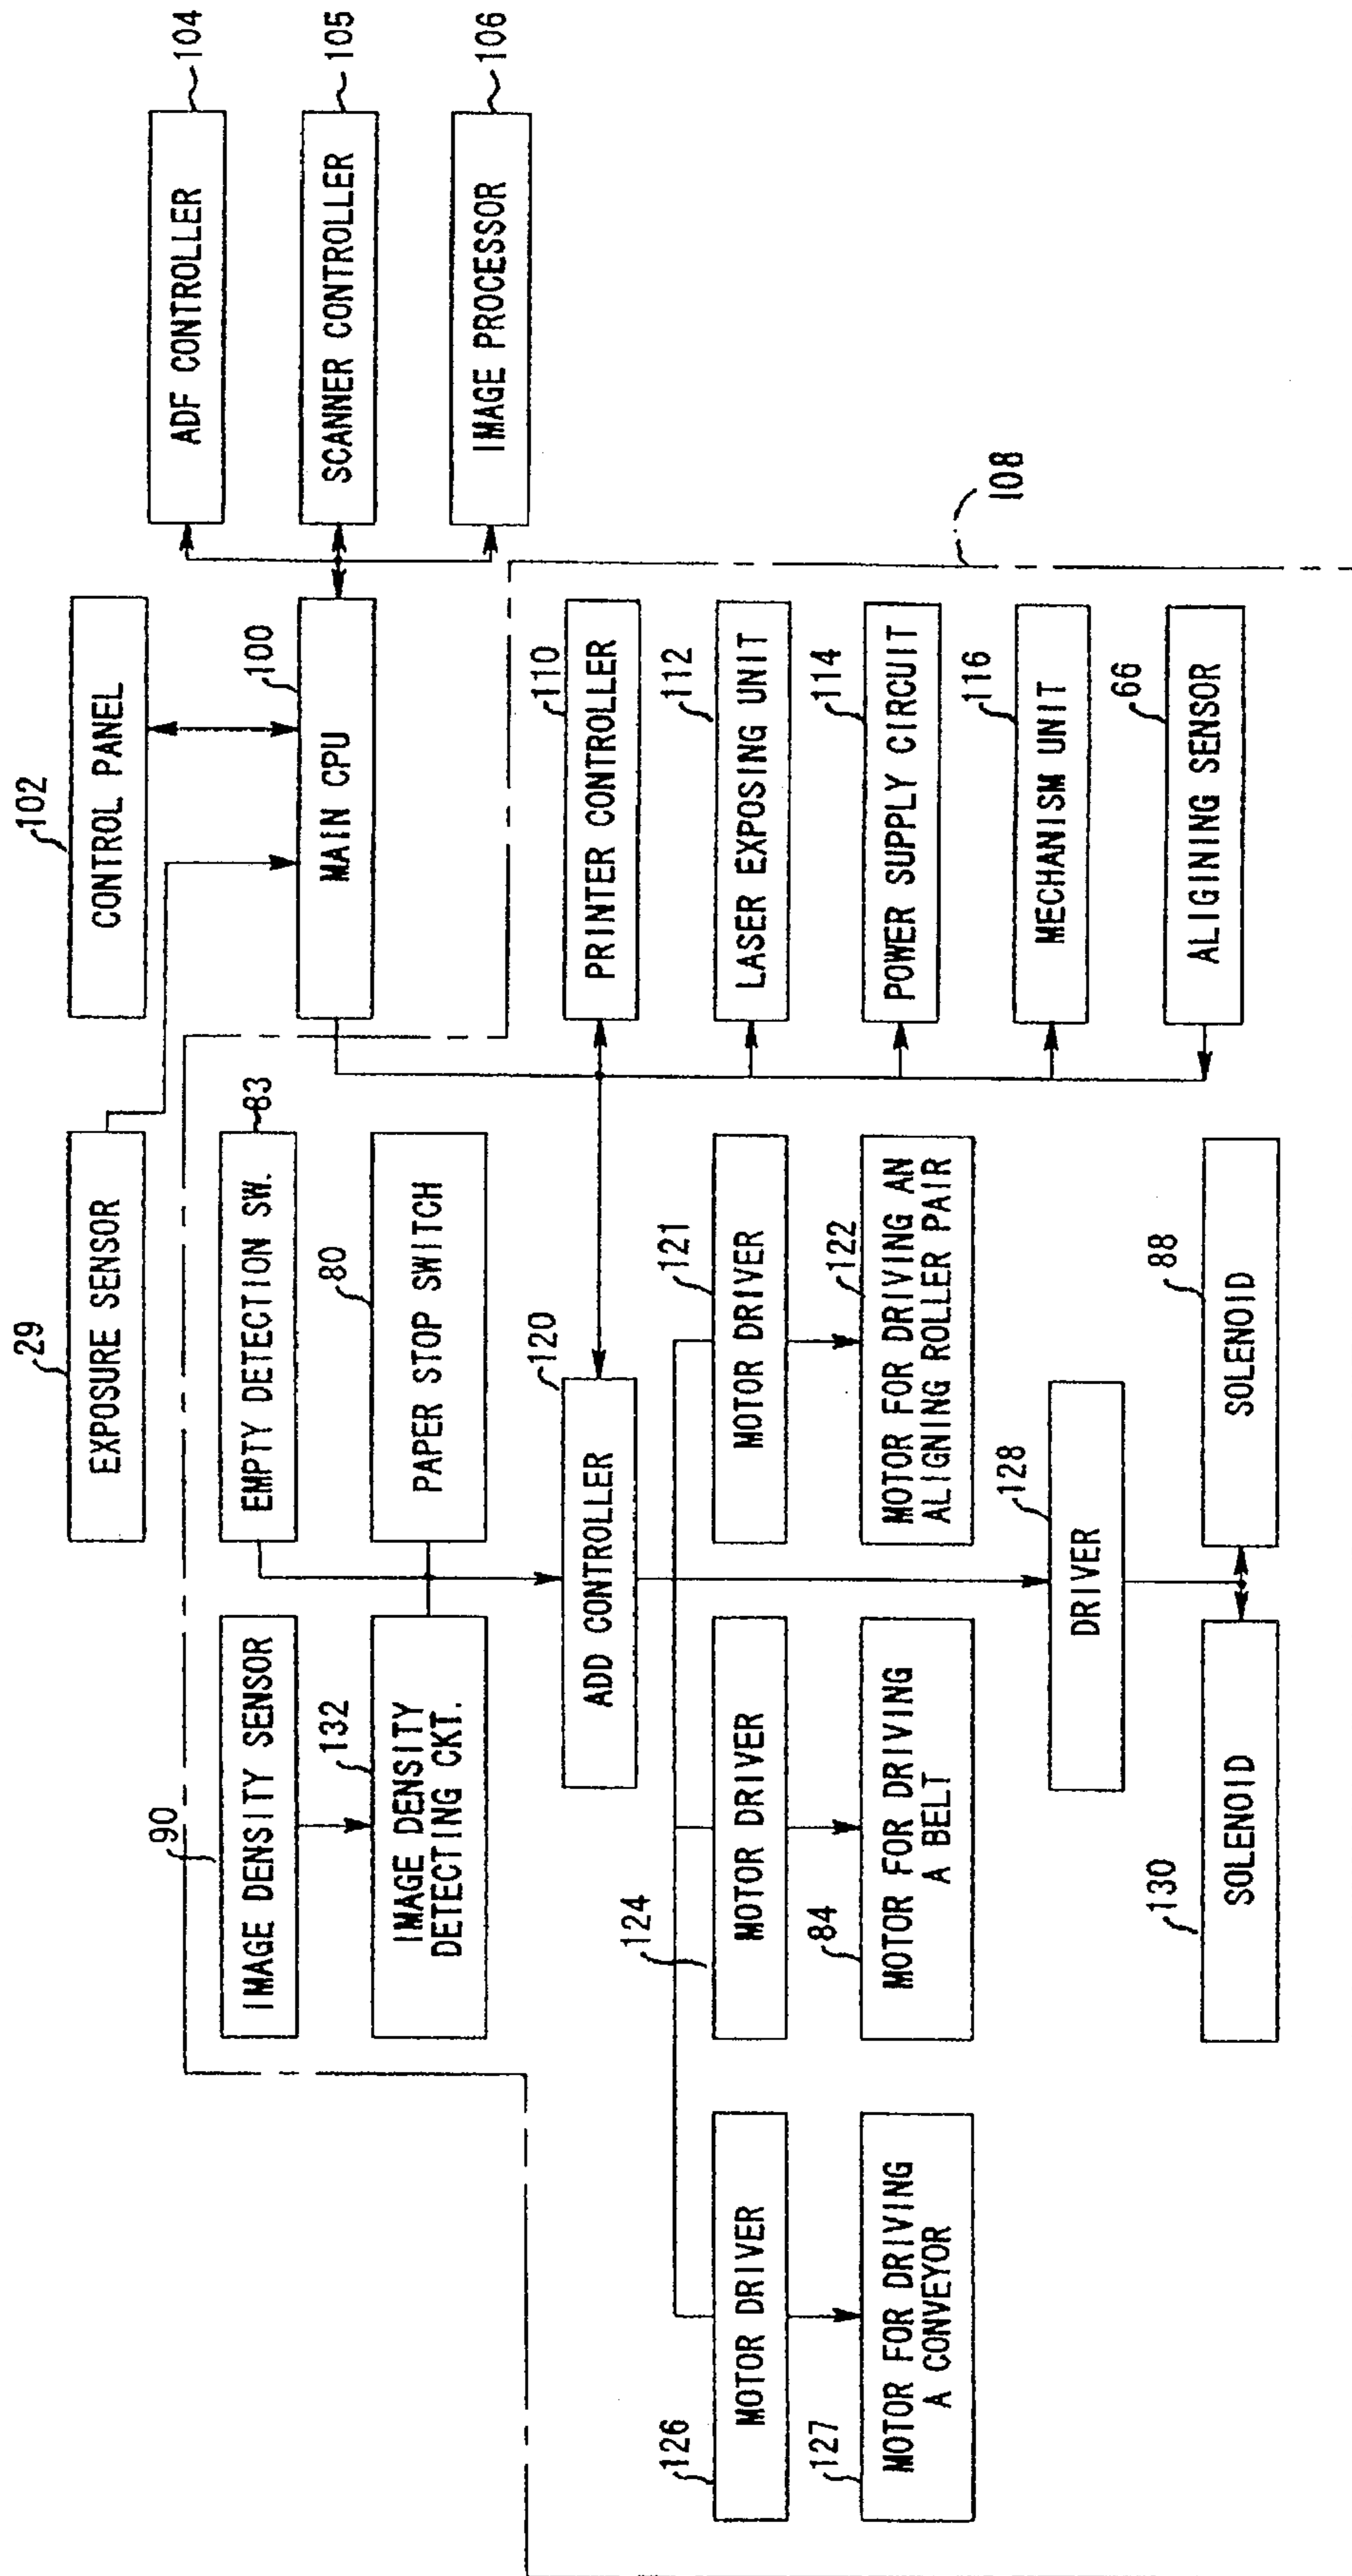 29
EXPOSURE SENSOR
102
CONTROL PANEL
100
MAIN CPU
ADF CONTROLLER
104
SCANNER CONTROLLER
105
IMAGE PROCESSOR
106
90
IMAGE DENSITY SENSOR
EMPTY DETECTION SW.
83
132
IMAGE DENSITY
DETECTING CKT.
80
PAPER STOP SWITCH
108
120
ADD CONTROLLER
110
PRINTER CONTROLLER
112
LASER EXPOSING UNIT
114
POWER SUPPLY CIRCUIT
116
MECHANISM UNIT
66
ALIGINING SENSOR
126
MOTOR DRIVER
124
MOTOR DRIVER
121
MOTOR DRIVER
127
MOTOR FOR DRIVING
A CONVEYOR
84
MOTOR FOR DRIVING
A BELT
122
MOTOR FOR DRIVING AN
ALIGNING ROLLER PAIR
128
DRIVER
130
SOLENOID
88
SOLENOID